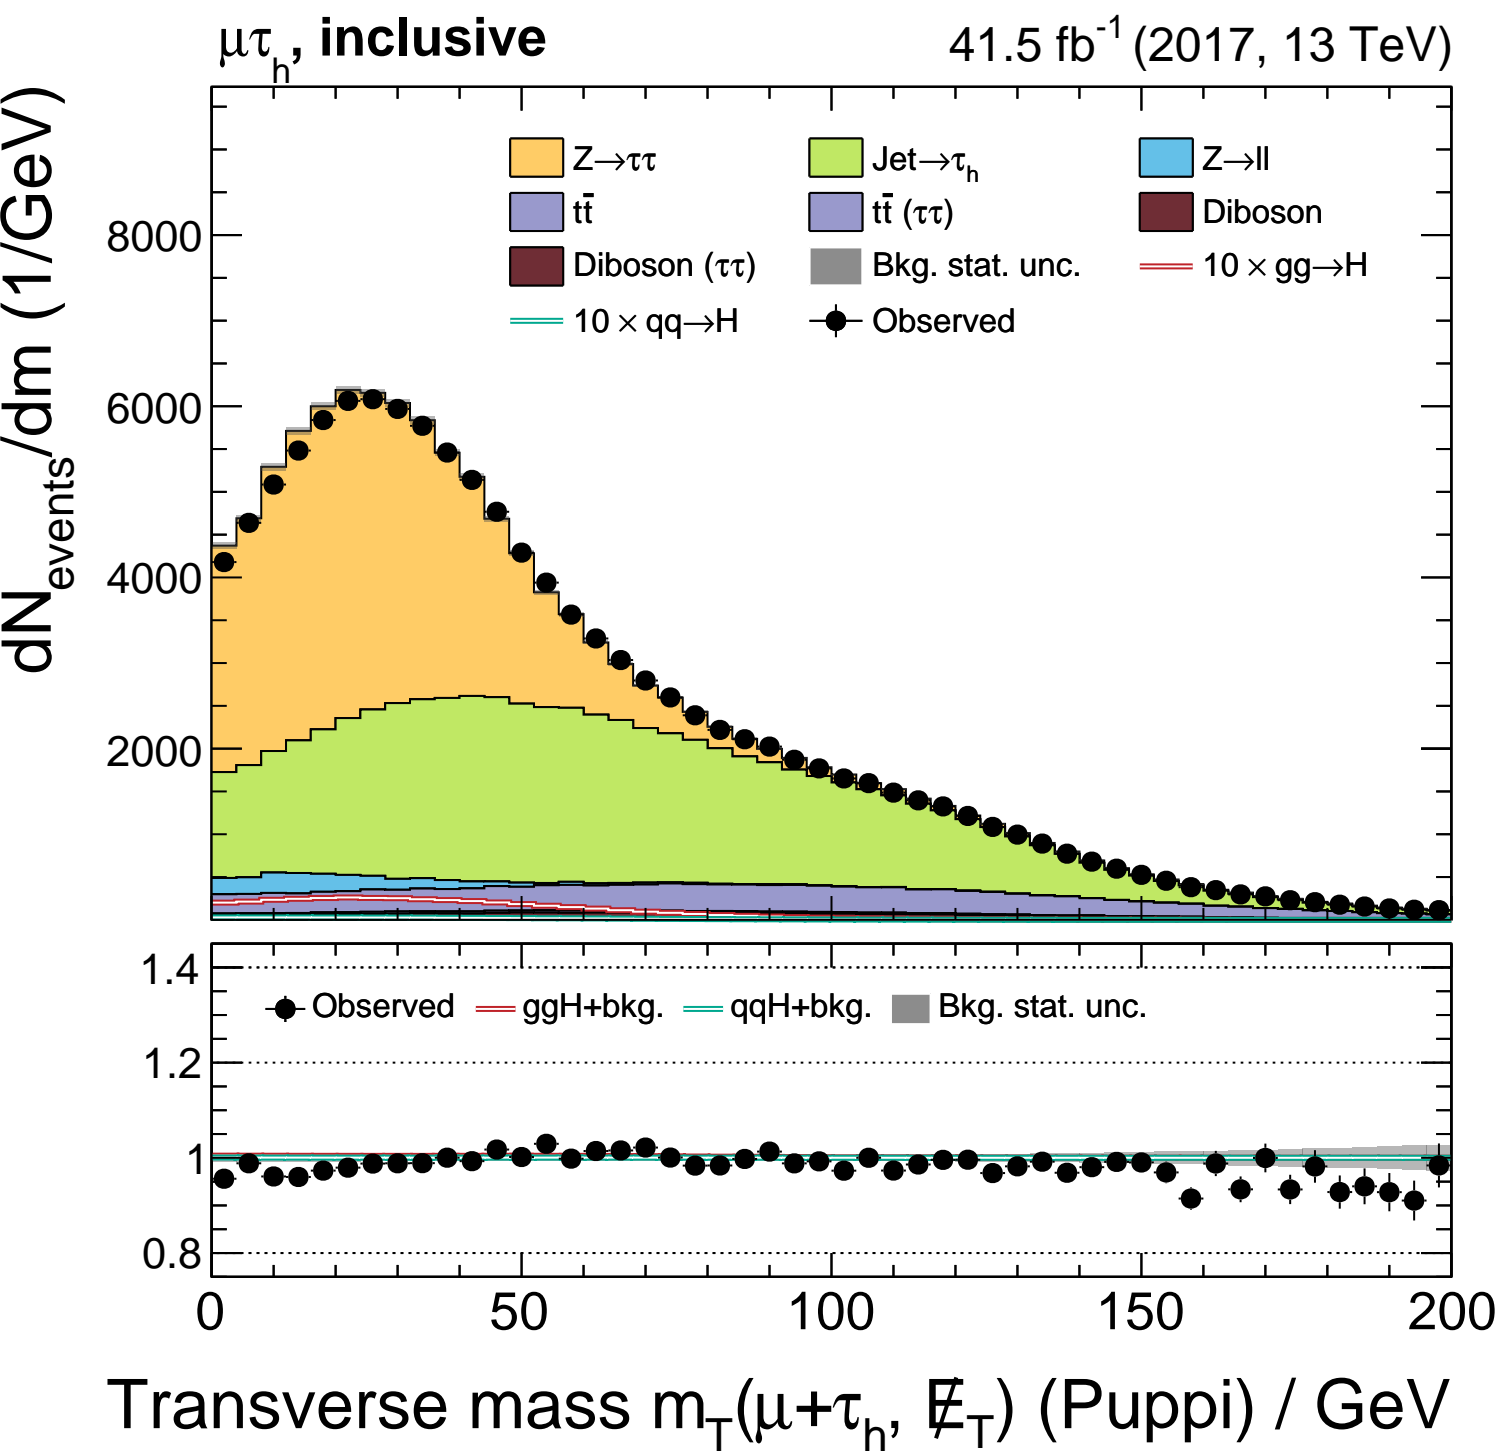 μτh, inclusive 41.5 fb-1 (2017, 13 TeV)
dNevents/dm (1/GeV)
Z→ττ Jet→τh Z→ll
tt̄ tt̄ (ττ) Diboson
Diboson (ττ) Bkg. stat. unc. 10 × gg→H
10 × qq→H Observed
8000
6000
4000
2000
1.4
Observed ggH+bkg. qqH+bkg. Bkg. stat. unc.
1.2
1
0.8
0 50 100 150 200
Transverse mass mT(μ+τh, E̸T) (Puppi) / GeV